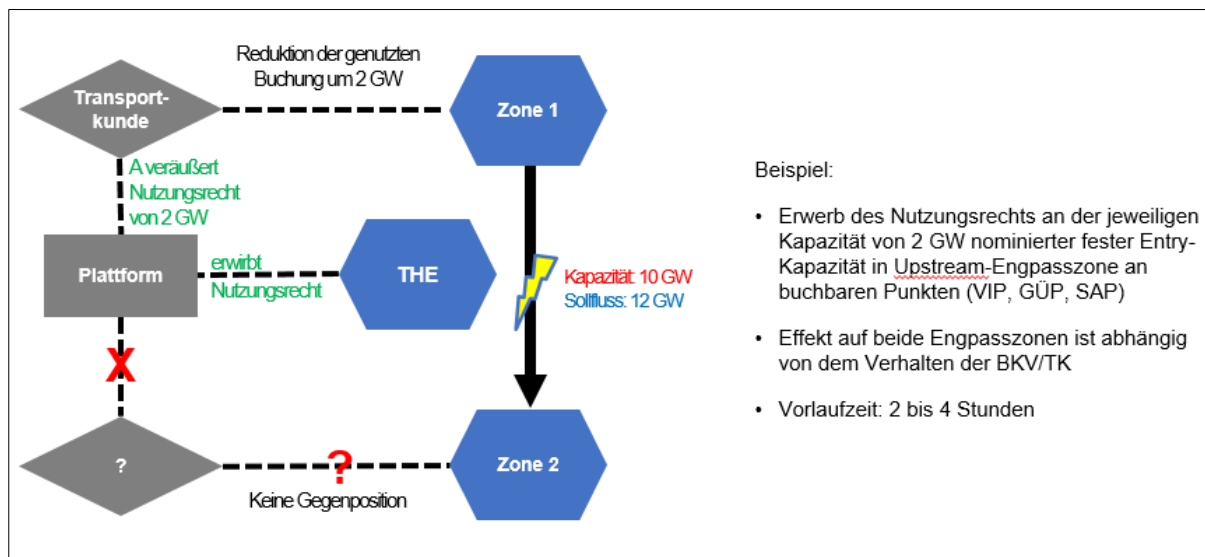 Reduktion der genutzten
Buchung um 2 GW
Transport-
kunde
Zone 1
A veräußert
Nutzungsrecht
von 2 GW
Plattform
erwirbt
Nutzungsrecht
THE
Kapazität: 10 GW
Sollfluss: 12 GW
X
?
?
Keine Gegenposition
Zone 2
Beispiel:
• Erwerb des Nutzungsrechts an der jeweiligen
Kapazität von 2 GW nominierter fester Entry-
Kapazität in Upstream-Engpasszone an
buchbaren Punkten (VIP, GÜP, SAP)
• Effekt auf beide Engpasszonen ist abhängig
von dem Verhalten der BKV/TK
• Vorlaufzeit: 2 bis 4 Stunden